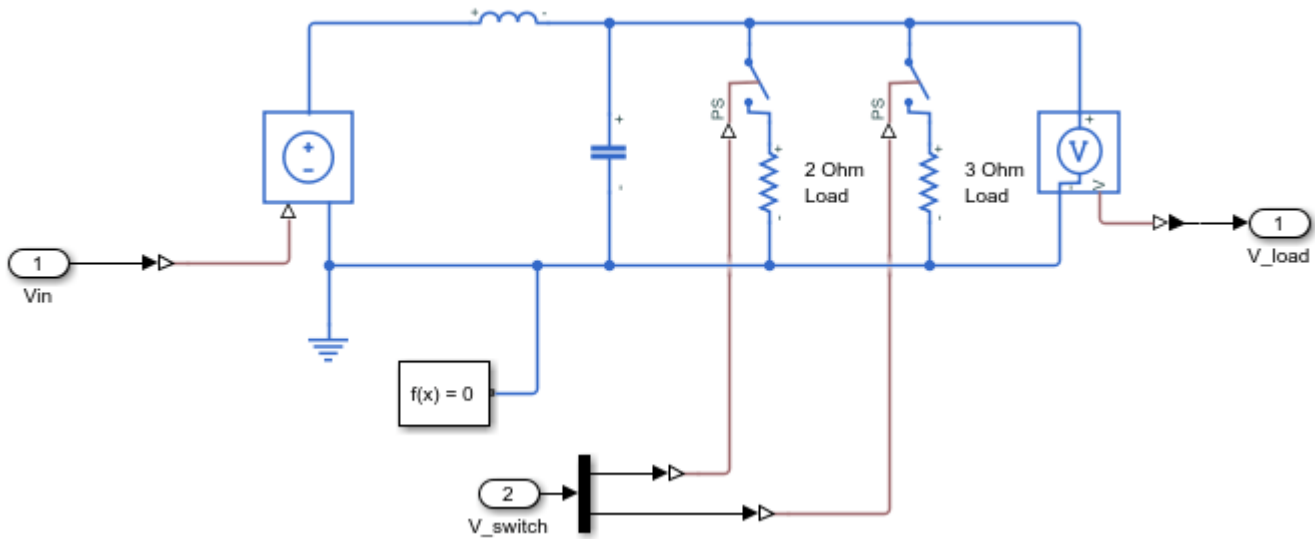 +
-
+
-
PS
+
-
2 Ohm
Load
PS
+
-
3 Ohm
Load
+
V
-
V
+
-
1
Vin
1
V_load
f(x) = 0
2
V_switch